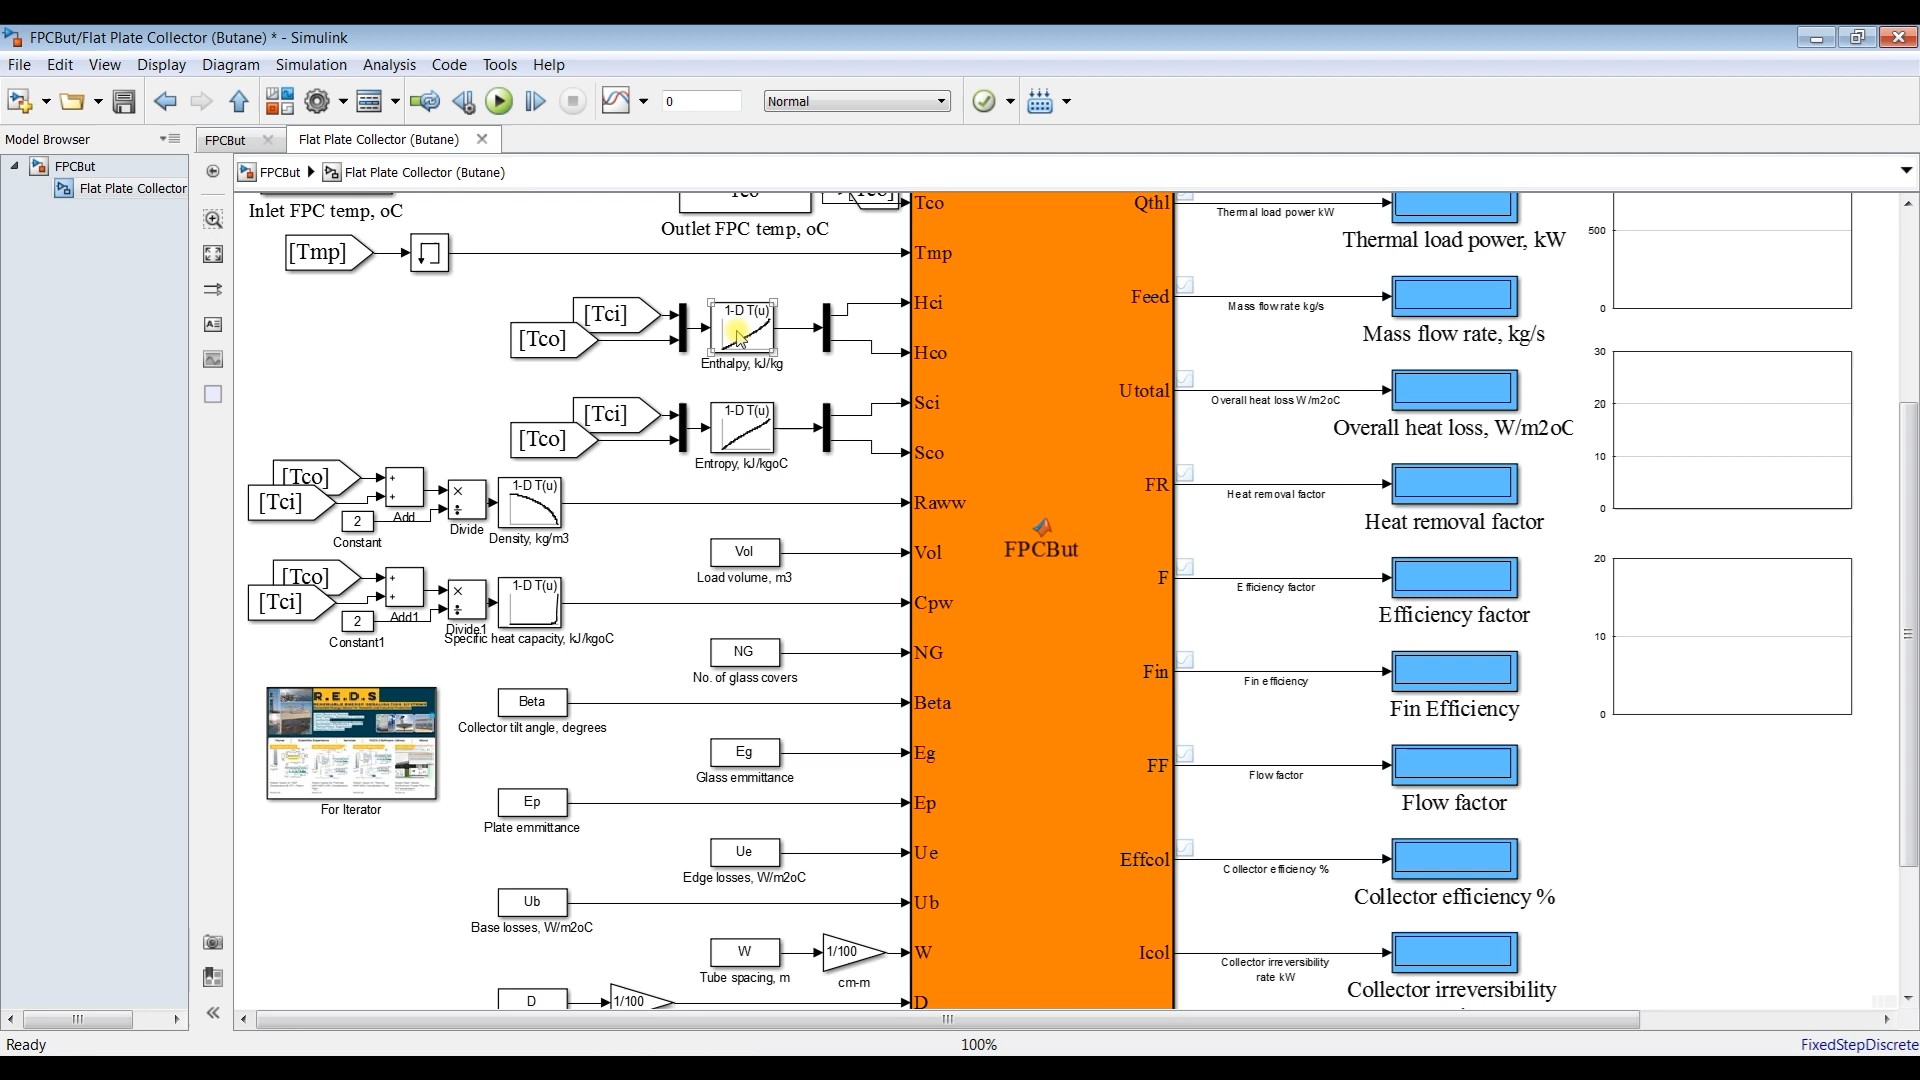 FPCBut/Flat Plate Collector (Butane) * - Simulink
File Edit View Display Diagram Simulation Analysis Code Tools Help
0 Normal
Model Browser
FPCBut
Flat Plate Collector (Butane)
FPCBut
Flat Plate Collector
FPCBut
Flat Plate Collector (Butane)
Inlet FPC temp, oC
Outlet FPC temp, oC
[Tmp]
[Tci]
[Tco]
1-D T(u)
Enthalpy, kJ/kg
[Tci]
[Tco]
1-D T(u)
Entropy, kJ/kgoC
[Tco]
[Tci]
2
Constant
Add
Divide
1-D T(u)
Density, kg/m3
Vol
Load volume, m3
[Tco]
[Tci]
2
Constant1
Add1
Divide1
1-D T(u)
Specific heat capacity, kJ/kgoC
NG
No. of glass covers
R.E.D.S
For Iterator
Beta
Collector tilt angle, degrees
Eg
Glass emmittance
Ep
Plate emmittance
Ue
Edge losses, W/m2oC
Ub
Base losses, W/m2oC
W
Tube spacing, m
1/100
cm-m
D
1/100
Tco
Tmp
Hci
Hco
Sci
Sco
Raww
Vol
Cpw
NG
Beta
Eg
Ep
Ue
Ub
W
D
FPCBut
Qthl
Feed
Utotal
FR
F
Fin
FF
Effcol
Icol
Thermal load power kW
Thermal load power, kW
Mass flow rate kg/s
Mass flow rate, kg/s
Overall heat loss W/m2oC
Overall heat loss, W/m2oC
Heat removal factor
Heat removal factor
Efficiency factor
Efficiency factor
Fin efficiency
Fin Efficiency
Flow factor
Flow factor
Collector efficiency %
Collector efficiency %
Collector irreversibility
rate kW
Collector irreversibility
500
0
30
20
10
0
20
10
0
Ready
100%
FixedStepDiscrete